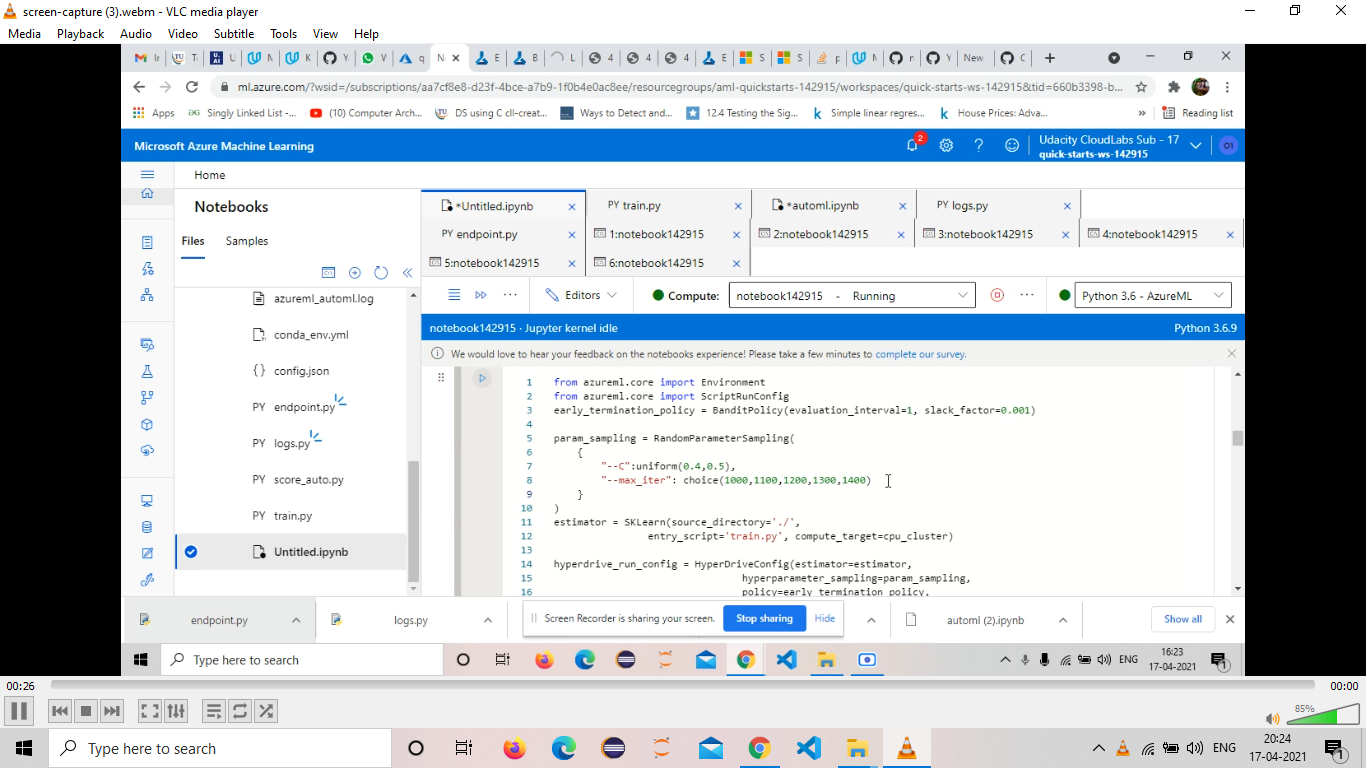 screen-capture (3).webm - VLC media player
Media Playback Audio Video Subtitle Tools View Help
ml.azure.com/?wsid=/subscriptions/aa7cf8e8-d23f-4bce-a7b9-1f0b4e0ac8ee/resourcegroups/aml-quickstarts-142915/workspaces/quick-starts-ws-142915&tid=660b3398-b...
Apps Singly Linked List -... (10) Computer Arch... DS using C cll-creat... Ways to Detect and... 12.4 Testing the Sig... Simple linear regres... House Prices: Adva... » Reading list
Microsoft Azure Machine Learning
2
Udacity CloudLabs Sub - 17
quick-starts-ws-142915
O1
Home
Notebooks
Files Samples
*Untitled.ipynb PY train.py *automl.ipynb PY logs.py
PY endpoint.py 1:notebook142915 2:notebook142915 3:notebook142915 4:notebook142915
5:notebook142915 6:notebook142915
azureml_automl.log
conda_env.yml
{} config.json
PY endpoint.py
PY logs.py
PY score_auto.py
PY train.py
Untitled.ipynb
Editors Compute: notebook142915 - Running Python 3.6 - AzureML
notebook142915 · Jupyter kernel idle Python 3.6.9
We would love to hear your feedback on the notebooks experience! Please take a few minutes to complete our survey.
1 from azureml.core import Environment
2 from azureml.core import ScriptRunConfig
3 early_termination_policy = BanditPolicy(evaluation_interval=1, slack_factor=0.001)
4
5 param_sampling = RandomParameterSampling(
6 {
7 "--C":uniform(0.4,0.5),
8 "--max_iter": choice(1000,1100,1200,1300,1400)
9 }
10 )
11 estimator = SKLearn(source_directory='./',
12 entry_script='train.py', compute_target=cpu_cluster)
13
14 hyperdrive_run_config = HyperDriveConfig(estimator=estimator,
15 hyperparameter_sampling=param_sampling,
16 policy=early_termination_policy,
endpoint.py logs.py Screen Recorder is sharing your screen. Stop sharing Hide automl (2).ipynb Show all
Type here to search ENG 16:23
17-04-2021
1
00:26 00:00
85%
Type here to search ENG 20:24
17-04-2021
1